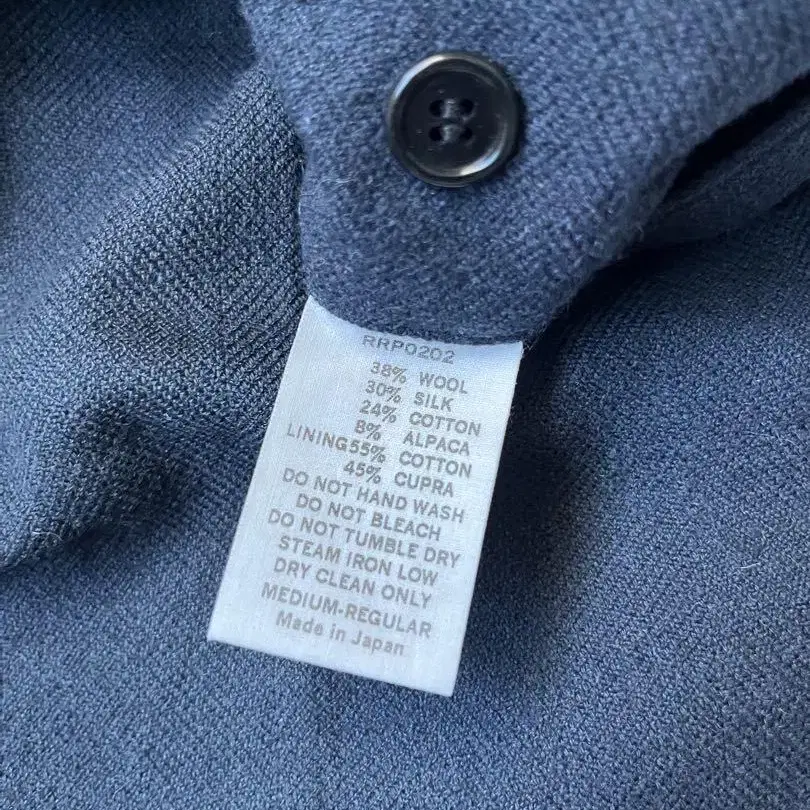 RRP0202
38% WOOL
30% SILK
24% COTTON
8% ALPACA
LINING55% COTTON
45% CUPRA
DO NOT HAND WASH
DO NOT BLEACH
DO NOT TUMBLE DRY
STEAM IRON LOW
DRY CLEAN ONLY
MEDIUM-REGULAR
Made in Japan